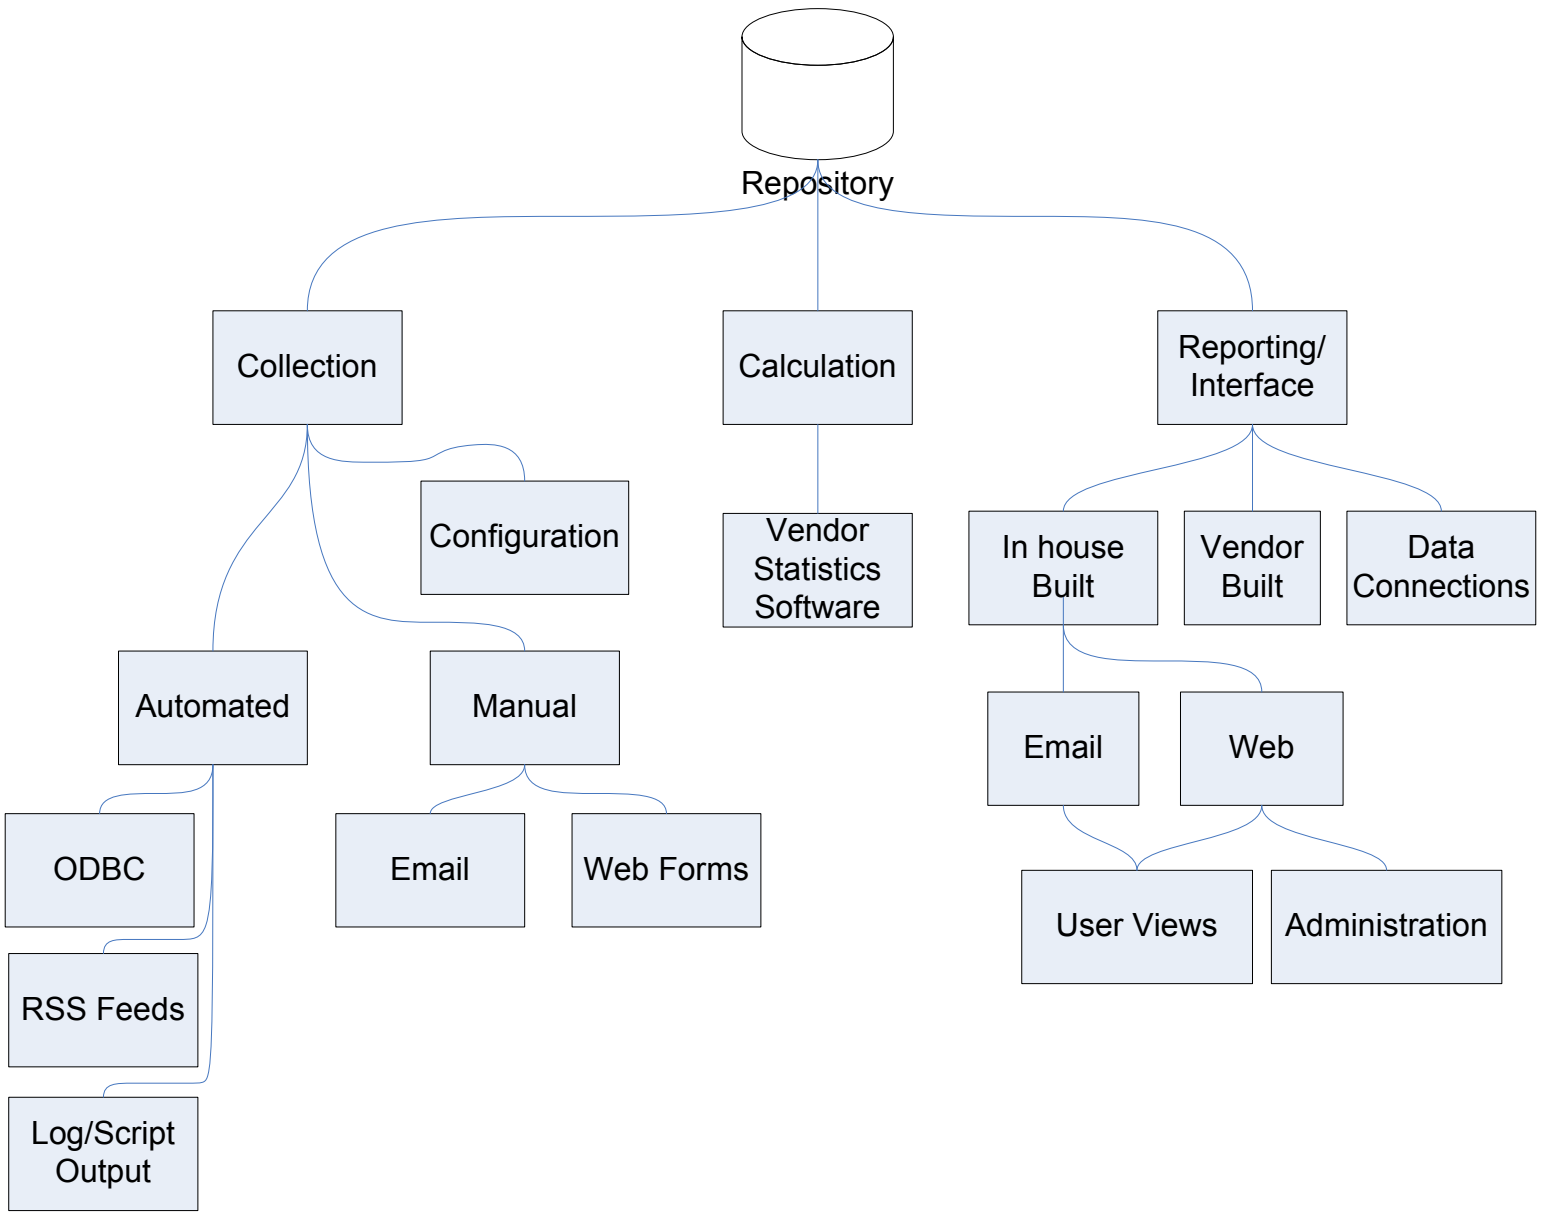 Repository
Collection
Calculation
Reporting/
Interface
Configuration
Vendor
Statistics
Software
In house
Built
Vendor
Built
Data
Connections
Automated
Manual
Email
Web
ODBC
Email
Web Forms
User Views
Administration
RSS Feeds
Log/Script
Output